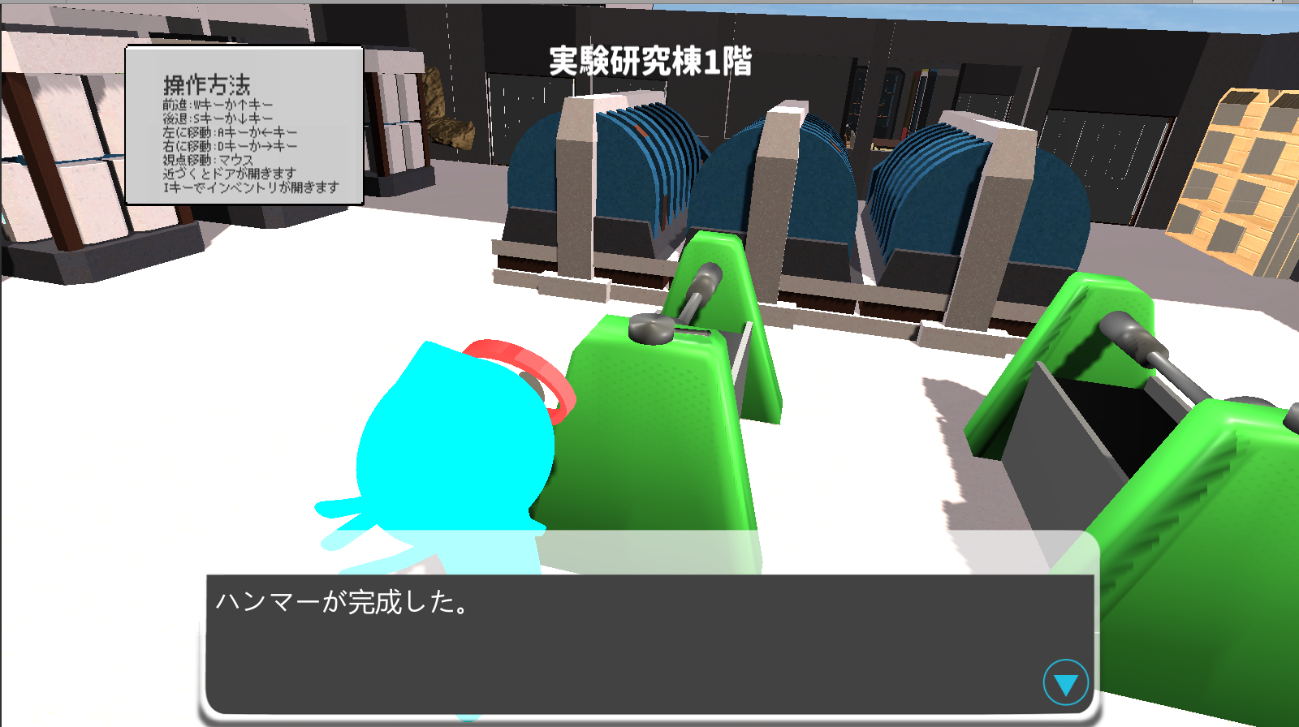 実験研究棟1階
操作方法
前進:Wキーか↑キー
後退:Sキーか↓キー
左に移動:Aキーか←キー
右に移動:Dキーか→キー
視点移動:マウス
近づくとドアが開きます
Iキーでインベントリが開きます
ハンマーが完成した。